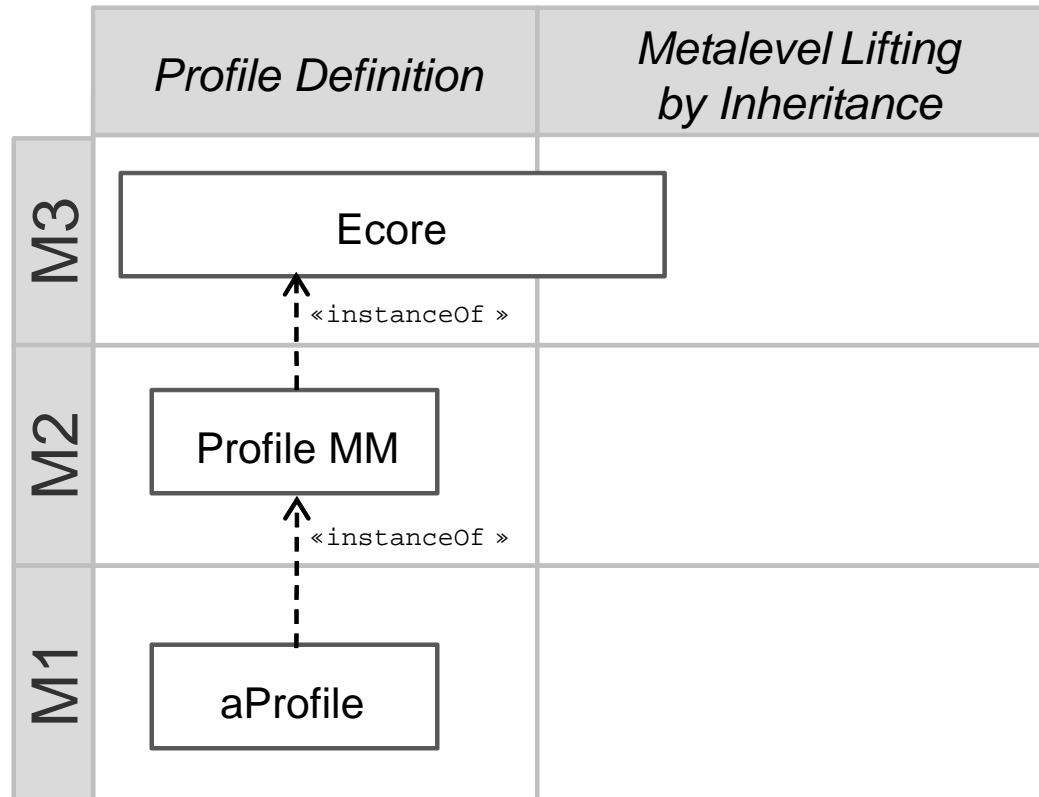 Profile Definition
Metalevel Lifting
by Inheritance
M3
Ecore
«instanceOf »
M2
Profile MM
«instanceOf »
M1
aProfile